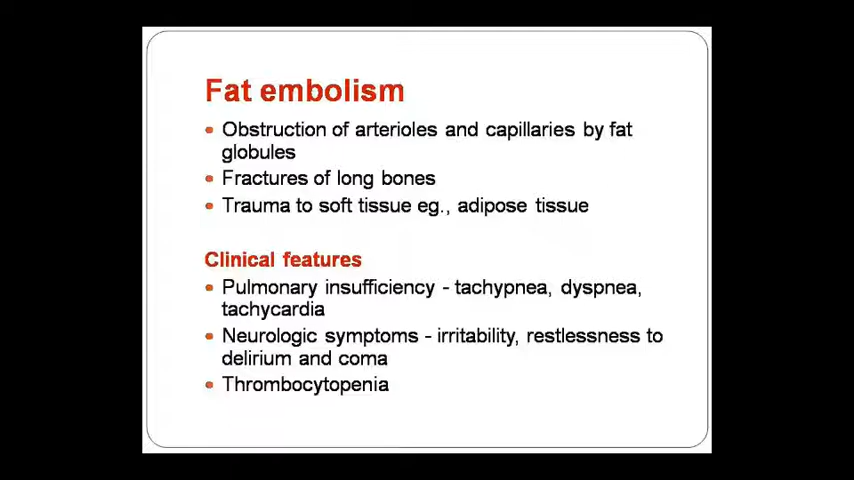 Fat embolism
• Obstruction of arterioles and capillaries by fat
globules
• Fractures of long bones
• Trauma to soft tissue eg., adipose tissue
Clinical features
• Pulmonary insufficiency - tachypnea, dyspnea,
tachycardia
• Neurologic symptoms - irritability, restlessness to
delirium and coma
• Thrombocytopenia